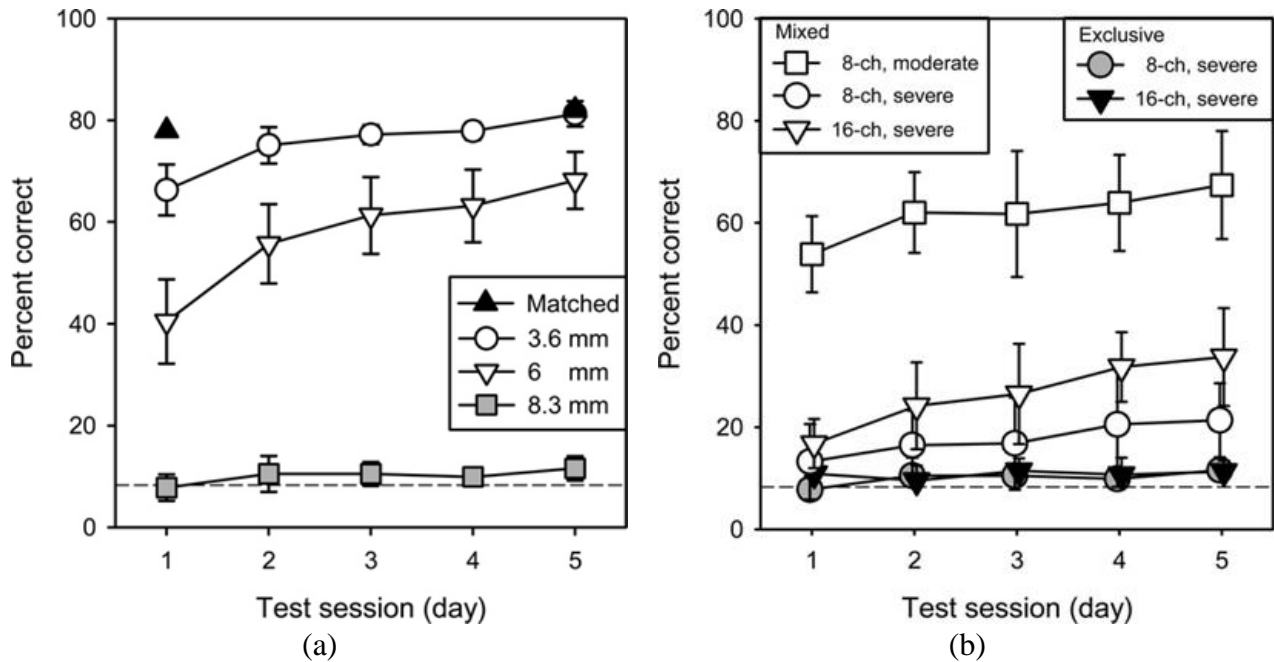 100
80
60
40
20
0
Percent correct
Matched
3.6 mm
6 mm
8.3 mm
1 2 3 4 5
Test session (day)
(a)
100
80
60
40
20
0
Percent correct
Mixed
8-ch, moderate
8-ch, severe
16-ch, severe
Exclusive
8-ch, severe
16-ch, severe
1 2 3 4 5
Test session (day)
(b)